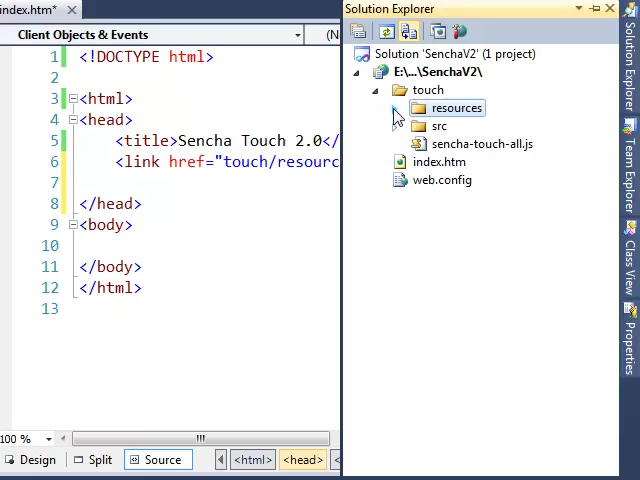 index.htm*
Client Objects & Events
(N
1 <!DOCTYPE html>
2
3 <html>
4 <head>
5 <title>Sencha Touch 2.0</
6 <link href="touch/resourc
7
8 </head>
9 <body>
10
11 </body>
12 </html>
13
100 %
Design
Split
Source
<html>
<head>
Solution Explorer
Solution 'SenchaV2' (1 project)
E:\...\SenchaV2\
touch
resources
src
sencha-touch-all.js
index.htm
web.config
Solution Explorer
Team Explorer
Class View
Properties